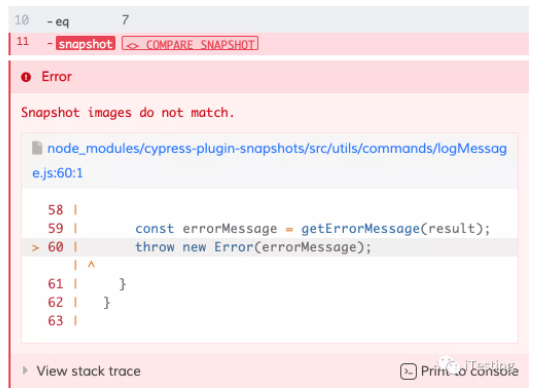 10 -eq 7
11 -snapshot <> COMPARE SNAPSHOT
Error
Snapshot images do not match.
node_modules/cypress-plugin-snapshots/src/utils/commands/logMessag
e.js:60:1
58 |
59 | const errorMessage = getErrorMessage(result);
> 60 | throw new Error(errorMessage);
| ^
61 | }
62 | }
63 |
View stack trace
Print to console
iTesting